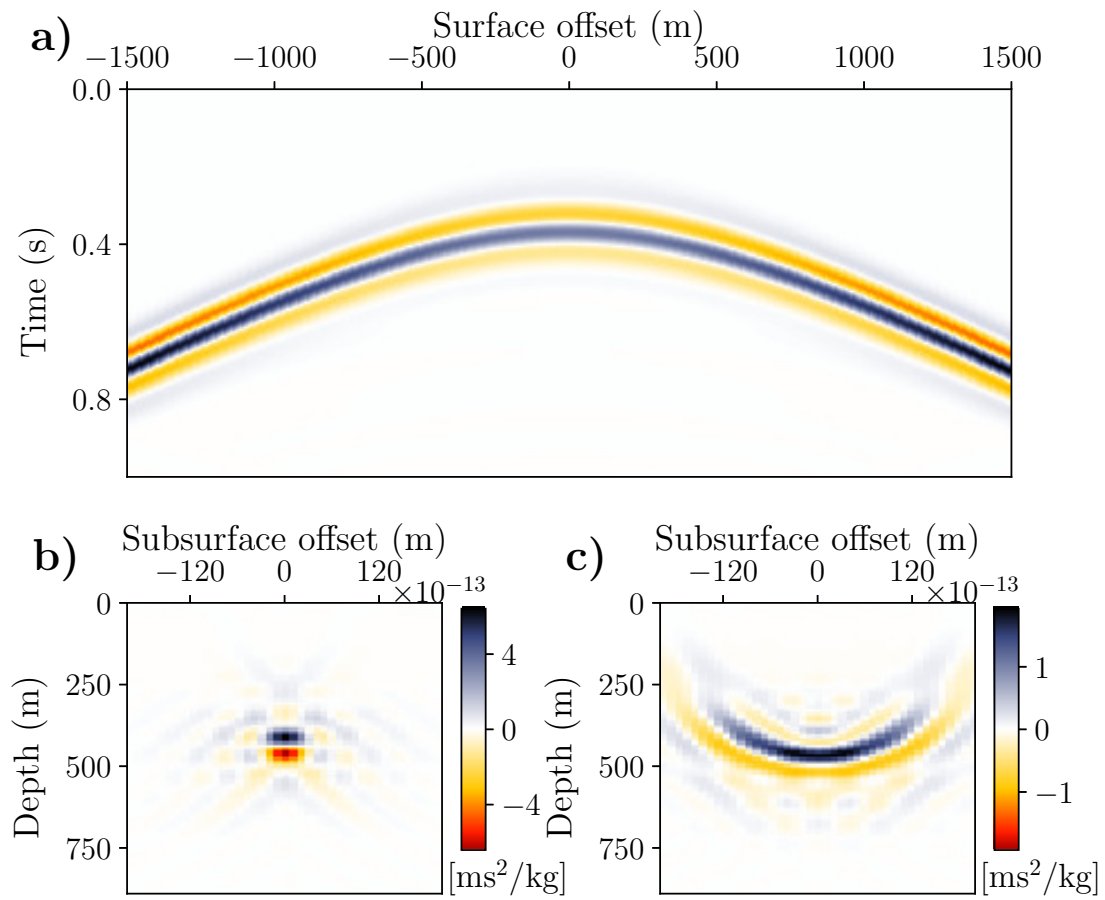 a)
Surface offset (m)
−1500 −1000 −500 0 500 1000 1500
0.0
0.4
0.8
Time (s)
b)
Subsurface offset (m)
−120 0 120
×10−13
0
250
500
750
Depth (m)
4
0
−4
[ms²/kg]
c)
Subsurface offset (m)
−120 0 120
×10−13
0
250
500
750
Depth (m)
1
0
−1
[ms²/kg]